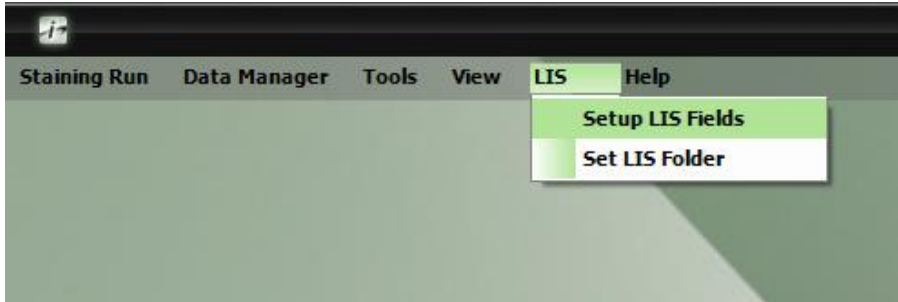 Staining Run Data Manager Tools View LIS Help
Setup LIS Fields
Set LIS Folder